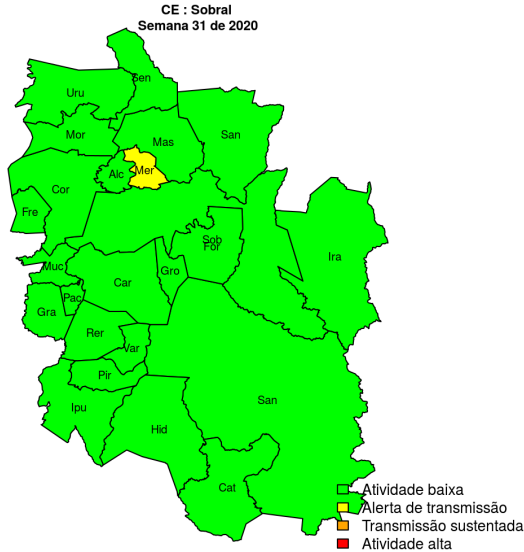 CE : Sobral
Semana 31 de 2020
Sen
Uru
Mor
Mas
San
Alc
Mer
Cor
Fre
Sob
For
Ira
Muc
Gro
Car
Pac
Gra
Rer
Var
Pir
San
Ipu
Hid
Cat
Atividade baixa
Alerta de transmissão
Transmissão sustentada
Atividade alta